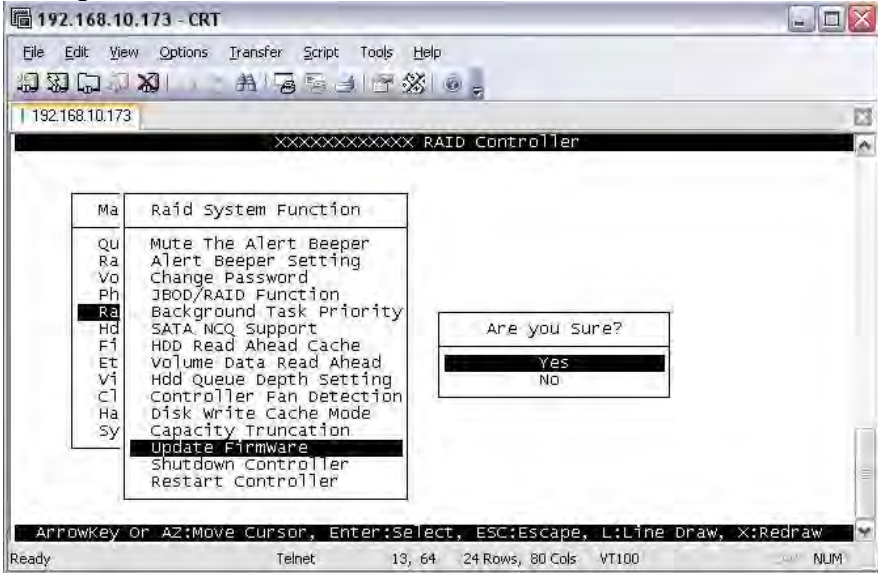 192.168.10.173 - CRT
File Edit View Options Transfer Script Tools Help
192.168.10.173
XXXXXXXXXXXX RAID Controller
Ma
Qu
Ra
Vo
Ph
Ra
Hd
Fi
Et
Vi
Cl
Ha
Sy
Raid System Function
Mute The Alert Beeper
Alert Beeper Setting
Change Password
JBOD/RAID Function
Background Task Priority
SATA NCQ Support
HDD Read Ahead Cache
Volume Data Read Ahead
Hdd Queue Depth Setting
Controller Fan Detection
Disk Write Cache Mode
Capacity Truncation
Update Firmware
Shutdown Controller
Restart Controller
Are you Sure?
Yes
No
ArrowKey Or AZ:Move Cursor, Enter:Select, ESC:Escape, L:Line Draw, X:Redraw
Ready Telnet 13, 64 24 Rows, 80 Cols VT100 NUM